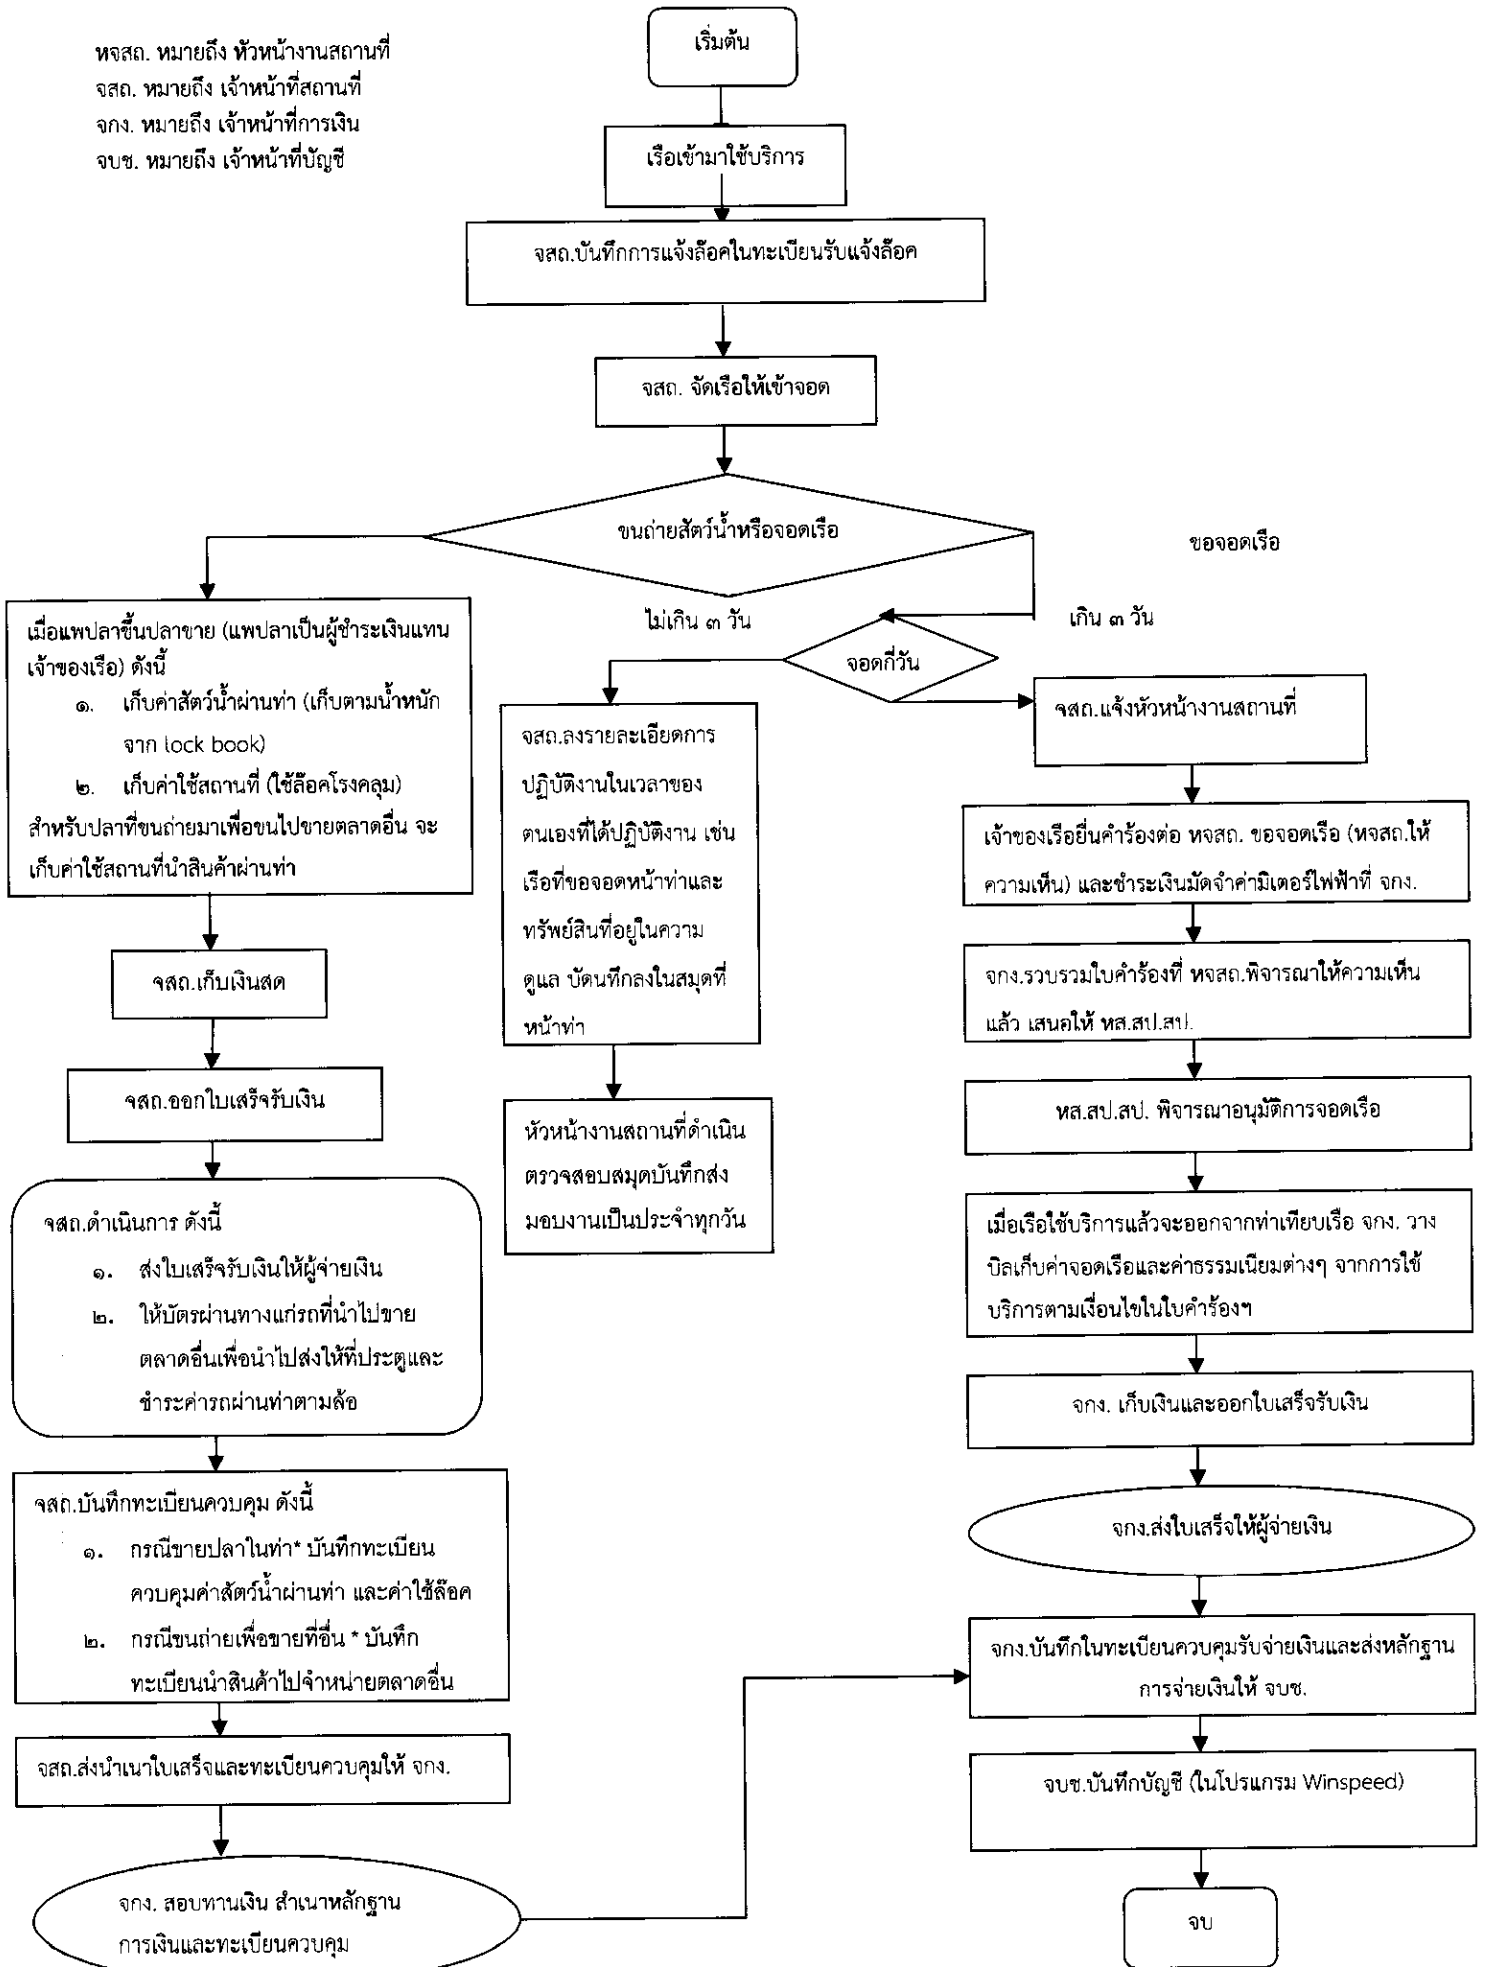 หจสถ. หมายถึง หัวหน้างานสถานที่
จสถ. หมายถึง เจ้าหน้าที่สถานที่
จกง. หมายถึง เจ้าหน้าที่การเงิน
จบช. หมายถึง เจ้าหน้าที่บัญชี
เริ่มต้น
เรือเข้ามาใช้บริการ
จสถ.บันทึกการแจ้งล๊อคในทะเบียนรับแจ้งล๊อค
จสถ. จัดเรือให้เข้าจอด
ขนถ่ายสัตว์น้ำหรือจอดเรือ
ขอจอดเรือ
เมื่อแพปลาขึ้นปลาขาย (แพปลาเป็นผู้ชำระเงินแทน
เจ้าของเรือ) ดังนี้
๑. เก็บค่าสัตว์น้ำผ่านท่า (เก็บตามน้ำหนัก
จาก lock book)
๒. เก็บค่าใช้สถานที่ (ใช้ล๊อคโรงคลุม)
สำหรับปลาที่ขนถ่ายมาเพื่อขนไปขายตลาดอื่น จะ
เก็บค่าใช้สถานที่นำสินค้าผ่านท่า
จสถ.เก็บเงินสด
จสถ.ออกใบเสร็จรับเงิน
จสถ.ดำเนินการ ดังนี้
๑. ส่งใบเสร็จรับเงินให้ผู้จ่ายเงิน
๒. ให้บัตรผ่านทางแก่รถที่นำไปขาย
ตลาดอื่นเพื่อนำไปส่งให้ที่ประตูและ
ชำระค่ารถผ่านท่าตามล้อ
จสถ.บันทึกทะเบียนควบคุม ดังนี้
๑. กรณีขายปลาในท่า* บันทึกทะเบียน
ควบคุมค่าสัตว์น้ำผ่านท่า และค่าใช้ล๊อค
๒. กรณีขนถ่ายเพื่อขายที่อื่น * บันทึก
ทะเบียนนำสินค้าไปจำหน่ายตลาดอื่น
จสถ.ส่งนำเนาใบเสร็จและทะเบียนควบคุมให้ จกง.
จกง. สอบทานเงิน สำเนาหลักฐาน
การเงินและทะเบียนควบคุม
ไม่เกิน ๓ วัน
จอดกี่วัน
เกิน ๓ วัน
จสถ.ลงรายละเอียดการ
ปฏิบัติงานในเวลาของ
ตนเองที่ได้ปฏิบัติงาน เช่น
เรือที่ขอจอดหน้าท่าและ
ทรัพย์สินที่อยู่ในความ
ดูแล บัดนทึกลงในสมุดที่
หน้าท่า
หัวหน้างานสถานที่ดำเนิน
ตรวจสอบสมุดบันทึกส่ง
มอบงานเป็นประจำทุกวัน
จสถ.แจ้งหัวหน้างานสถานที่
เจ้าของเรือยื่นคำร้องต่อ หจสถ. ขอจอดเรือ (หจสถ.ให้
ความเห็น) และชำระเงินมัดจำค่ามิเตอร์ไฟฟ้าที่ จกง.
จกง.รวบรวมใบคำร้องที่ หจสถ.พิจารณาให้ความเห็น
แล้ว เสนอให้ หส.สป.สป.
หส.สป.สป. พิจารณาอนุมัติการจอดเรือ
เมื่อเรือใช้บริการแล้วจะออกจากท่าเทียบเรือ จกง. วาง
บิลเก็บค่าจอดเรือและค่าธรรมเนียมต่างๆ จากการใช้
บริการตามเงื่อนไขในใบคำร้องฯ
จกง. เก็บเงินและออกใบเสร็จรับเงิน
จกง.ส่งใบเสร็จให้ผู้จ่ายเงิน
จกง.บันทึกในทะเบียนควบคุมรับจ่ายเงินและส่งหลักฐาน
การจ่ายเงินให้ จบช.
จบช.บันทึกบัญชี (ในโปรแกรม Winspeed)
จบ